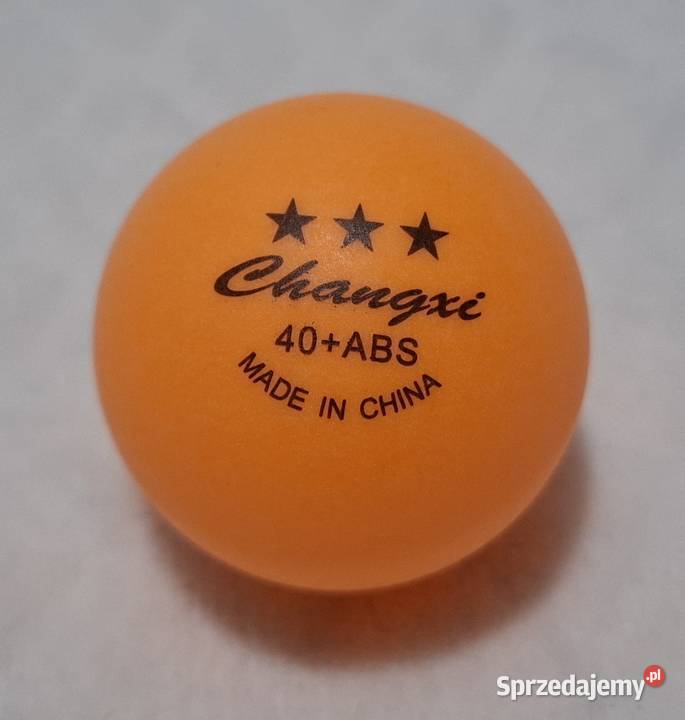 ★ ★ ★
Changxi
40+ABS
MADE IN CHINA
Sprzedajemy.pl